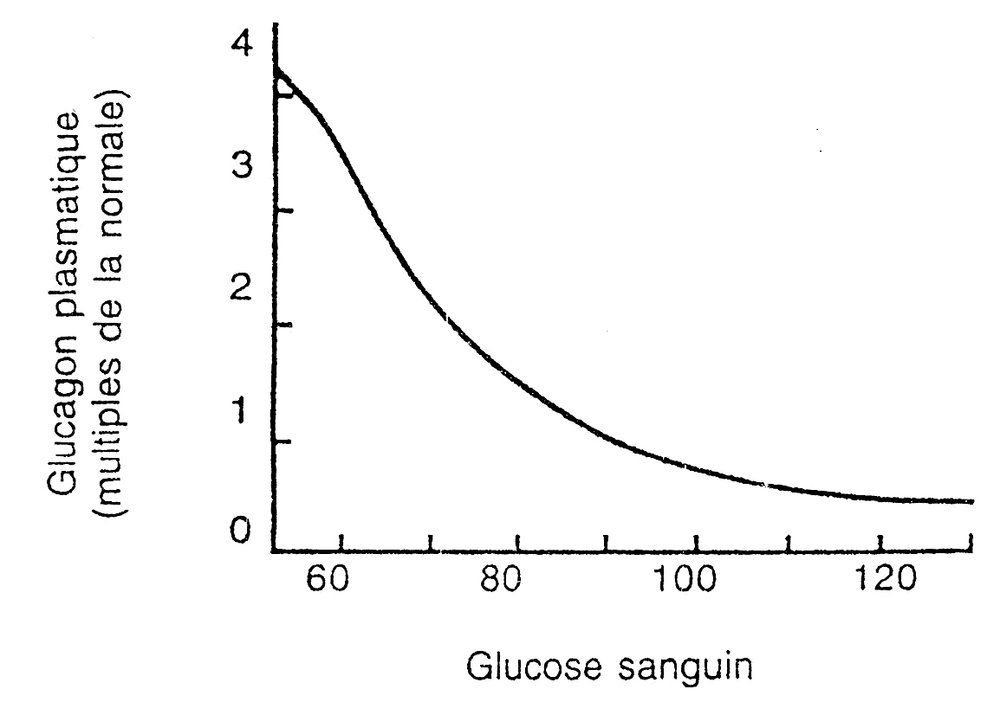 Glucagon plasmatique
(multiples de la normale)
4
3
2
1
0
60 80 100 120
Glucose sanguin